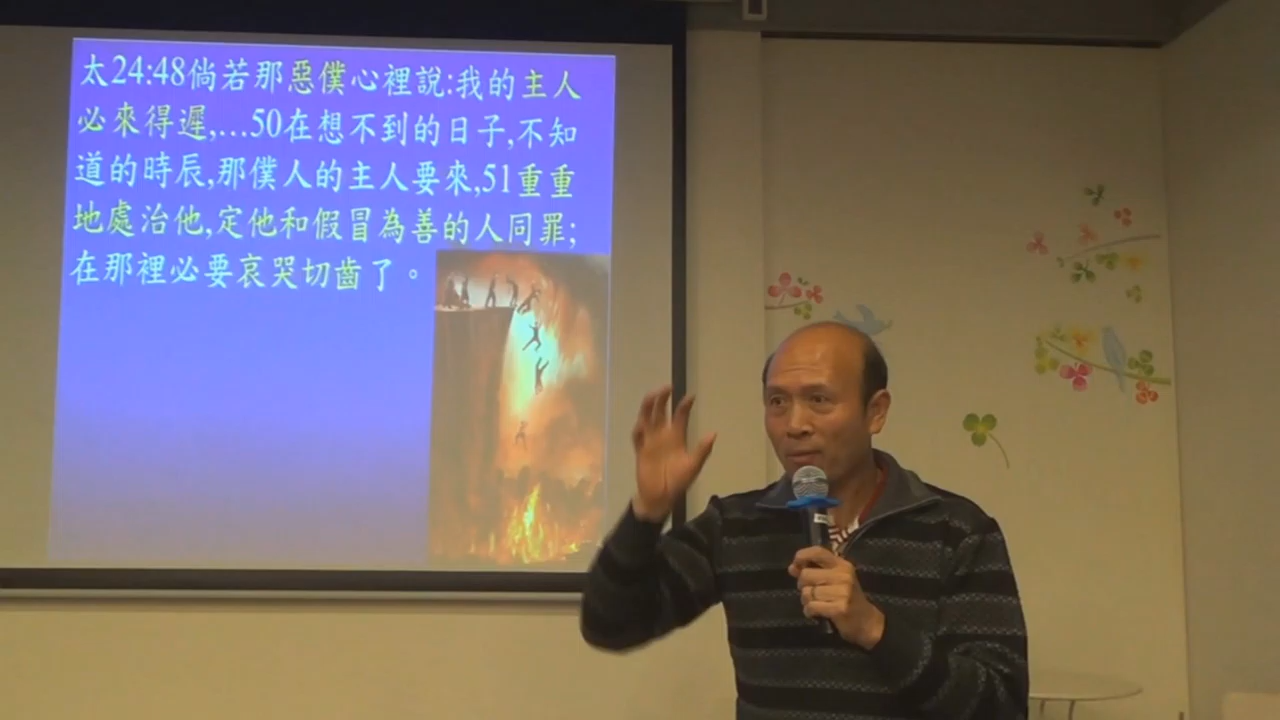 太24:48倘若那惡僕心裡說:我的主人
必來得遲,...50在想不到的日子,不知
道的時辰,那僕人的主人要來,51重重
地處治他,定他和假冒為善的人同罪;
在那裡必要哀哭切齒了。